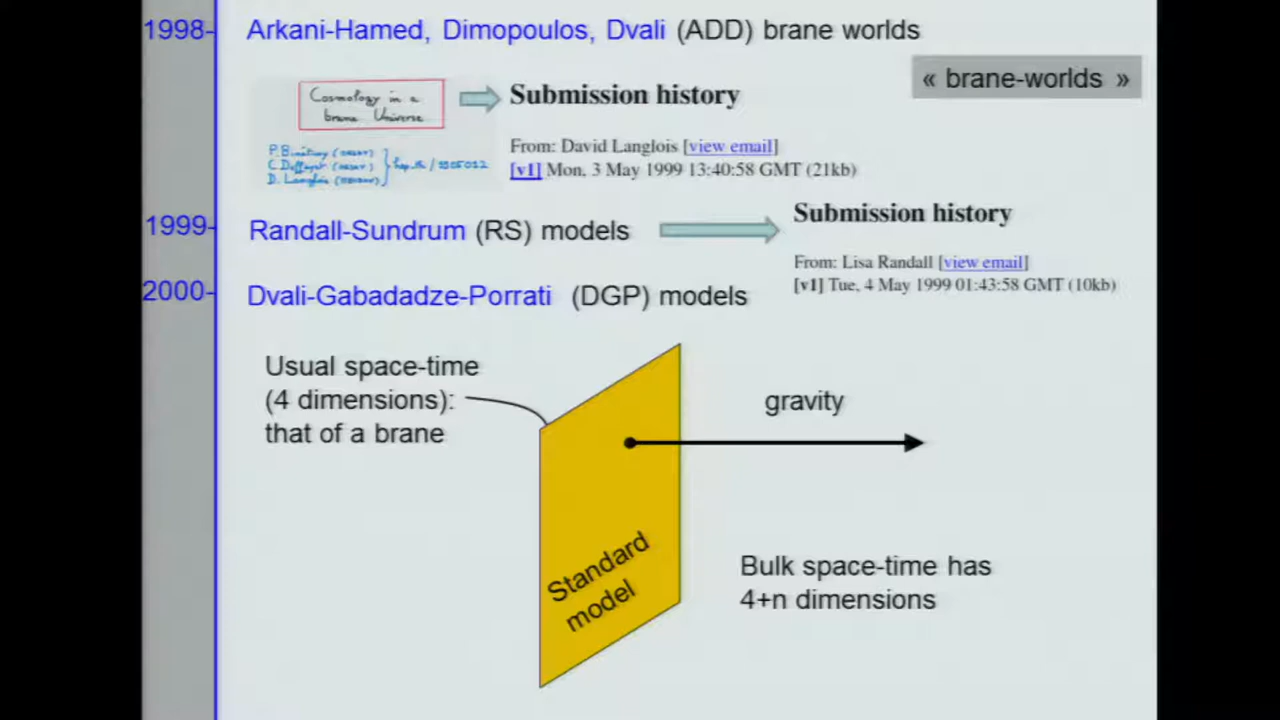 1998-
Arkani-Hamed, Dimopoulos, Dvali (ADD) brane worlds
« brane-worlds »
Cosmology in a
brane Universe
Submission history
From: David Langlois [view email]
[v1] Mon, 3 May 1999 13:40:58 GMT (21kb)
P. Binétruy
C. Deffayet
D. Langlois
1999-
Randall-Sundrum (RS) models
Submission history
From: Lisa Randall [view email]
[v1] Tue, 4 May 1999 01:43:58 GMT (10kb)
2000-
Dvali-Gabadadze-Porrati (DGP) models
Usual space-time
(4 dimensions):
that of a brane
gravity
Standard
model
Bulk space-time has
4+n dimensions